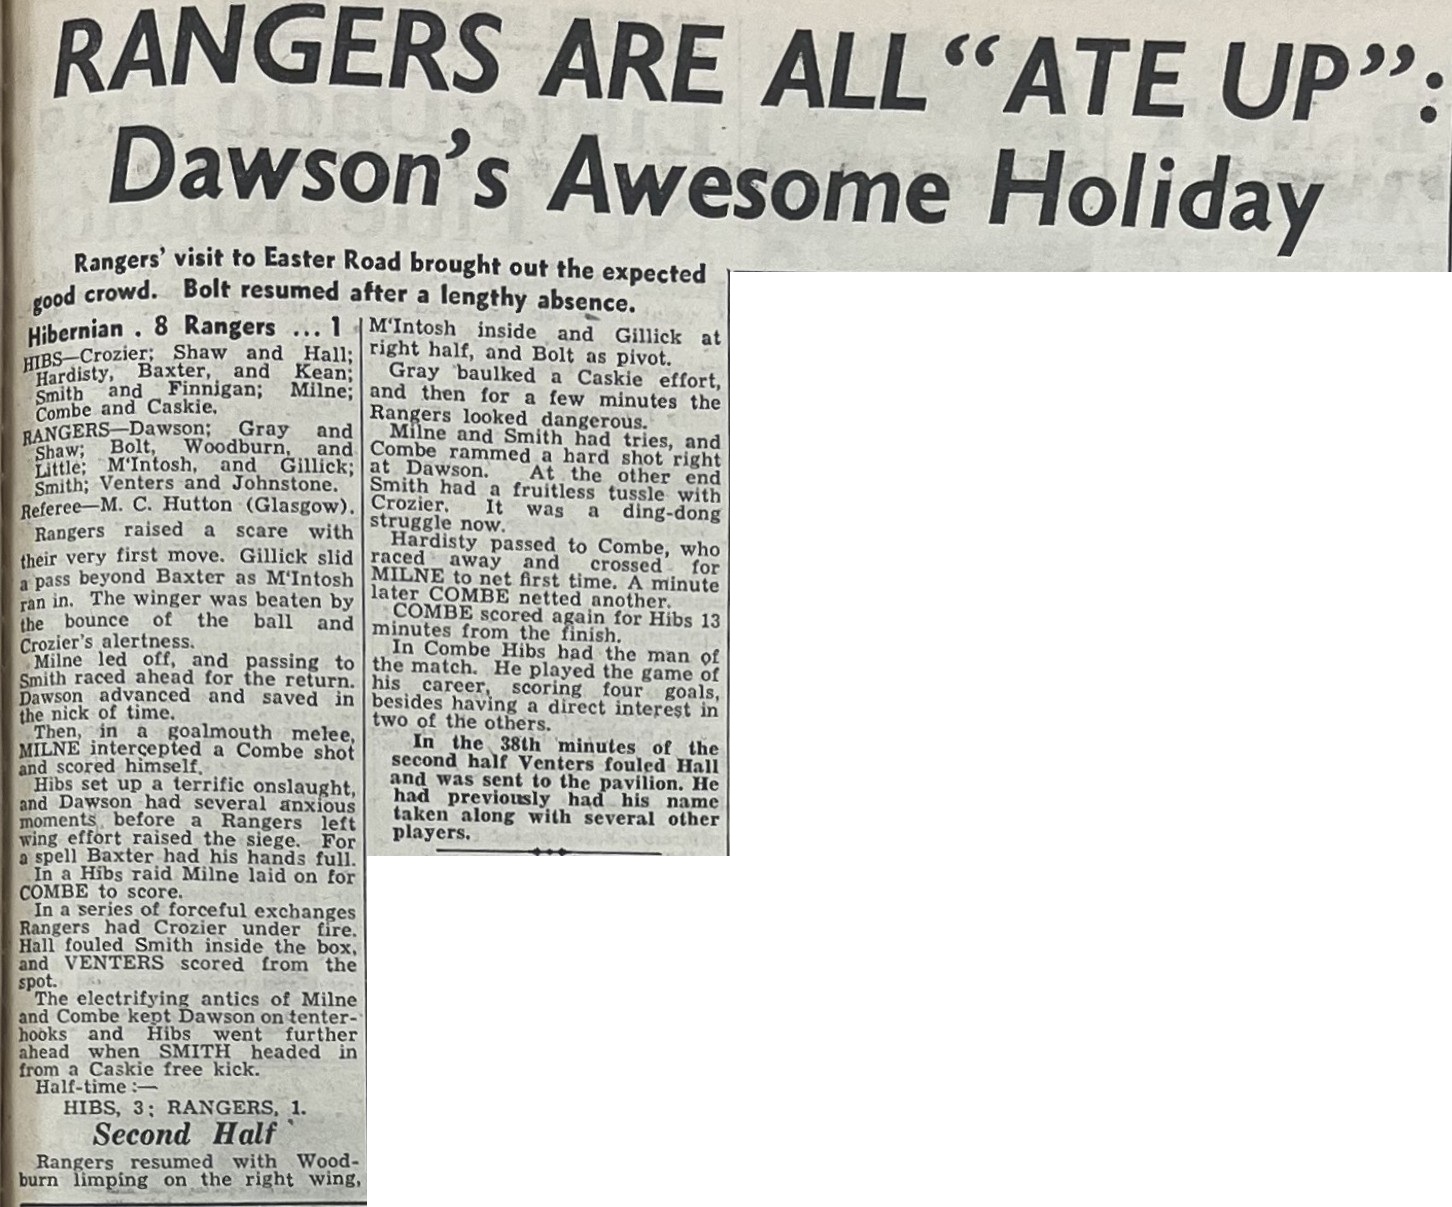 RANGERS ARE ALL “ATE UP”:
Dawson's Awesome Holiday
Rangers' visit to Easter Road brought out the expected
good crowd. Bolt resumed after a lengthy absence.
Hibernian . 8 Rangers ... 1
HIBS—Crozier; Shaw and Hall;
Hardisty, Baxter, and Kean;
Smith and Finnigan; Milne;
Combe and Caskie.
RANGERS—Dawson; Gray and
Shaw; Bolt, Woodburn, and
Little; M'Intosh, and Gillick;
Smith; Venters and Johnstone.
Referee—M. C. Hutton (Glasgow).
Rangers raised a scare with
their very first move. Gillick slid
a pass beyond Baxter as M'Intosh
ran in. The winger was beaten by
the bounce of the ball and
Crozier's alertness.
Milne led off, and passing to
Smith raced ahead for the return.
Dawson advanced and saved in
the nick of time.
Then, in a goalmouth melee,
MILNE intercepted a Combe shot
and scored himself.
Hibs set up a terrific onslaught,
and Dawson had several anxious
moments before a Rangers left
wing effort raised the siege. For
a spell Baxter had his hands full.
In a Hibs raid Milne laid on for
COMBE to score.
In a series of forceful exchanges
Rangers had Crozier under fire.
Hall fouled Smith inside the box,
and VENTERS scored from the
spot.
The electrifying antics of Milne
and Combe kept Dawson on tenter-
hooks and Hibs went further
ahead when SMITH headed in
from a Caskie free kick.
Half-time :—
HIBS, 3; RANGERS, 1.
Second Half
Rangers resumed with Wood-
burn limping on the right wing,
M'Intosh inside and Gillick at
right half, and Bolt as pivot.
Gray baulked a Caskie effort,
and then for a few minutes the
Rangers looked dangerous.
Milne and Smith had tries, and
Combe rammed a hard shot right
at Dawson. At the other end
Smith had a fruitless tussle with
Crozier. It was a ding-dong
struggle now.
Hardisty passed to Combe, who
raced away and crossed for
MILNE to net first time. A minute
later COMBE netted another.
COMBE scored again for Hibs 13
minutes from the finish.
In Combe Hibs had the man of
the match. He played the game of
his career, scoring four goals,
besides having a direct interest in
two of the others.
In the 38th minutes of the
second half Venters fouled Hall
and was sent to the pavilion. He
had previously had his name
taken along with several other
players.